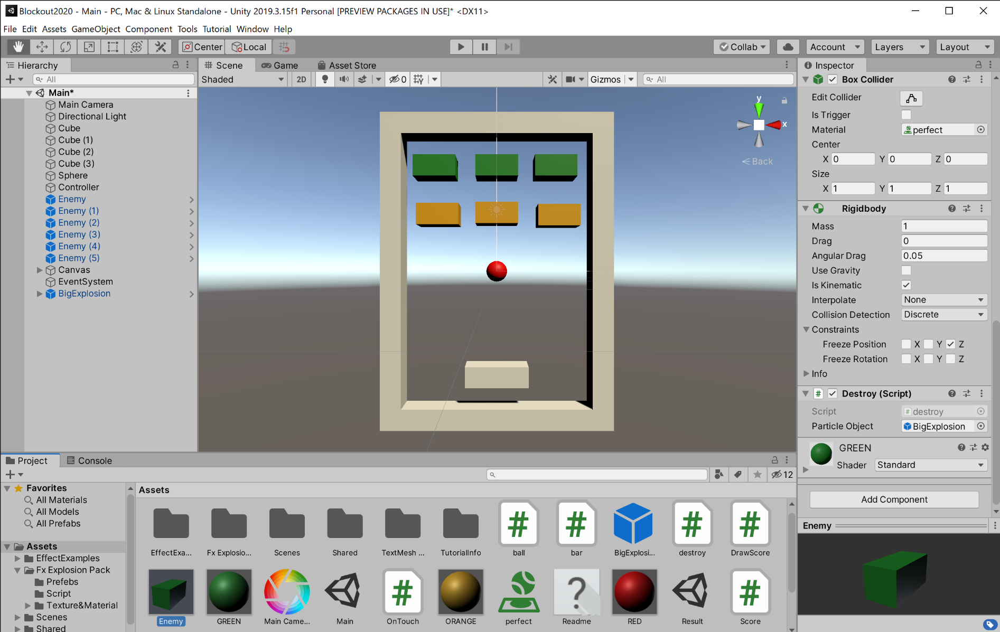 Blockout2020 - Main - PC, Mac & Linux Standalone - Unity 2019.3.15f1 Personal [PREVIEW PACKAGES IN USE]* <DX11>
File Edit Assets GameObject Component Tools Tutorial Window Help
Center Local Collab Account Layers Layout
Hierarchy
All
Main*
Main Camera
Directional Light
Cube
Cube (1)
Cube (2)
Cube (3)
Sphere
Controller
Enemy
Enemy (1)
Enemy (2)
Enemy (3)
Enemy (4)
Enemy (5)
Canvas
EventSystem
BigExplosion
Scene Game Asset Store
Shaded 2D 0 Gizmos All
y
x
Back
Inspector
Box Collider
Edit Collider
Is Trigger
Material perfect
Center
X 0 Y 0 Z 0
Size
X 1 Y 1 Z 1
Rigidbody
Mass 1
Drag 0
Angular Drag 0.05
Use Gravity
Is Kinematic
Interpolate None
Collision Detection Discrete
Constraints
Freeze Position X Y Z
Freeze Rotation X Y Z
Info
# Destroy (Script)
Script # destroy
Particle Object BigExplosion
GREEN
Shader Standard
Add Component
Enemy
Project Console
12
Favorites
All Materials
All Models
All Prefabs
Assets
EffectExamples
Fx Explosion Pack
Prefebs
Script
Texture&Material
Scenes
Shared
Assets
# # # #
EffectExa... Fx Explosio... Scenes Shared TextMesh ... TutorialInfo ball bar BigExplosi... destroy DrawScore
# ? #
Enemy GREEN Main Came... Main OnTouch ORANGE perfect Readme RED Result Score